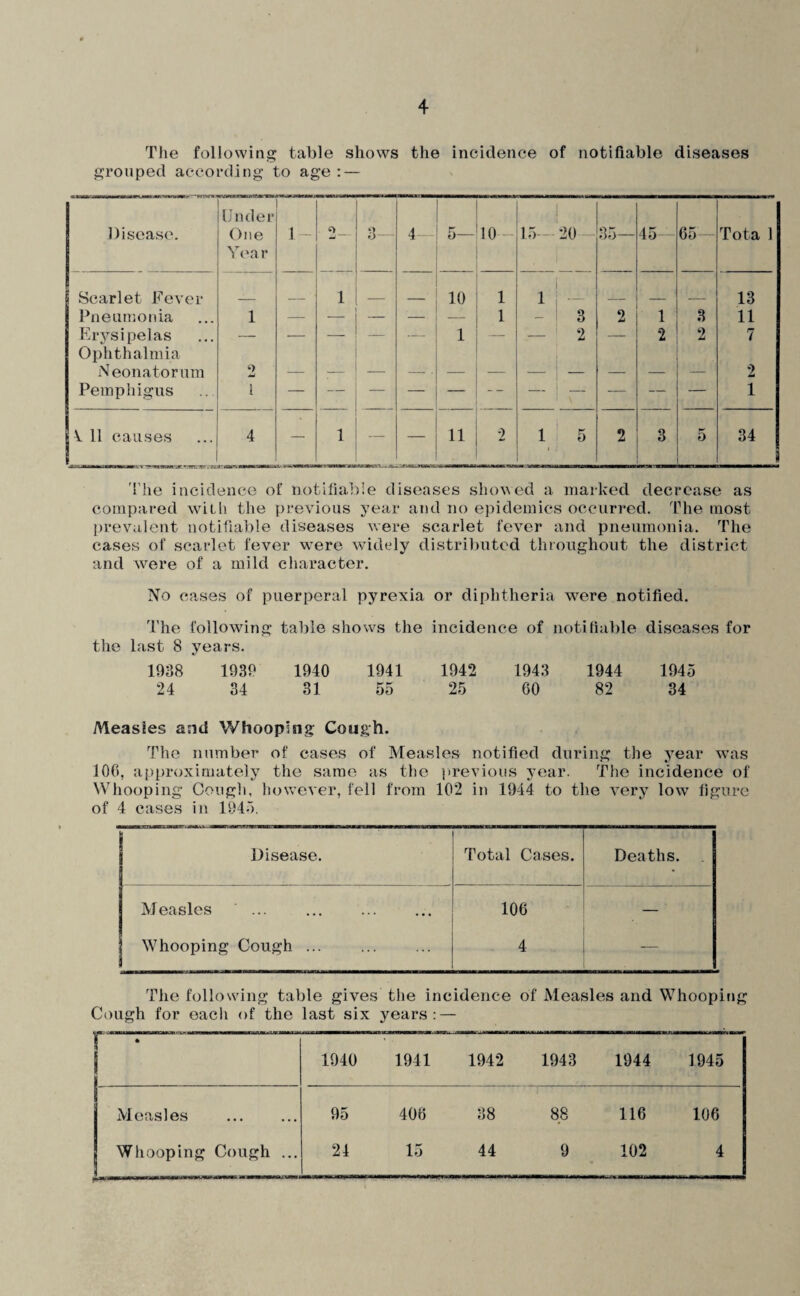 4
The following table shows the incidence of notifiable diseases
grouped according to age : —
Disease. Under One Year 1 - 2- 3- 4- 5— 10 - 15- 20 - 35— 45- 65- Tota 1
Scarlet Fever — — 1 — — 10 1 1 — — — — 13
Pneumonia ... 1 — — — — — 1 - 3 2 1 3 11
Erysipelas ... — — — — — 1 — — 2 — 2 2 7
Ophthalmia
Neonatorum 2 — — — — — — — — — — — 2
Pemphigus ... 1 — — — — — — — — — — — 1
A ll causes ... 4 — 1 — — 11 2 1 5 2 3 5 34
The incidence of notifiable diseases showed a marked decrease as
compared with the previous year and no epidemics occurred. The most
prevalent notifiable diseases were scarlet fever and pneumonia. The
cases of scarlet fever were widely distributed throughout the district
and were of a mild character.
No cases of puerperal pyrexia or diphtheria were notified.
The following table shows the incidence of notifiable diseases for
the last 8 years.
1938 1939 1940 1941 1942 1943 1944 1945
24 34 31 55 25 60 82 34
Measles and Whooping Cough.
The number of cases of Measles notified during the year was
106, approximately the same as the previous year. The incidence of
Whooping Cough, however, fell from 102 in 1944 to the very low figure
of 4 cases in 1945.
Disease. Total Cases. Deaths.
Measles ... ... ... ... 106 —
Whooping Cough ... ... ... 4 —
The following table gives the incidence of Measles and Whooping
Cough for each of the last six years : —
1940 1941 1942 1943 1944 1945
Measles ... ... 95 406 38 88 116 106
Whooping Cough ... 24 15 44 9 102 4